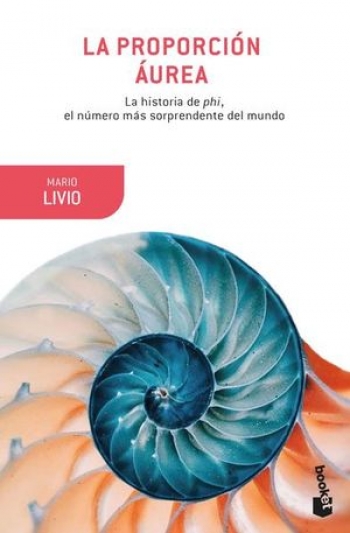 LA PROPORCIÓN
ÁUREA
La historia de phi,
el número más sorprendente del mundo
MARIO
LIVIO
booket